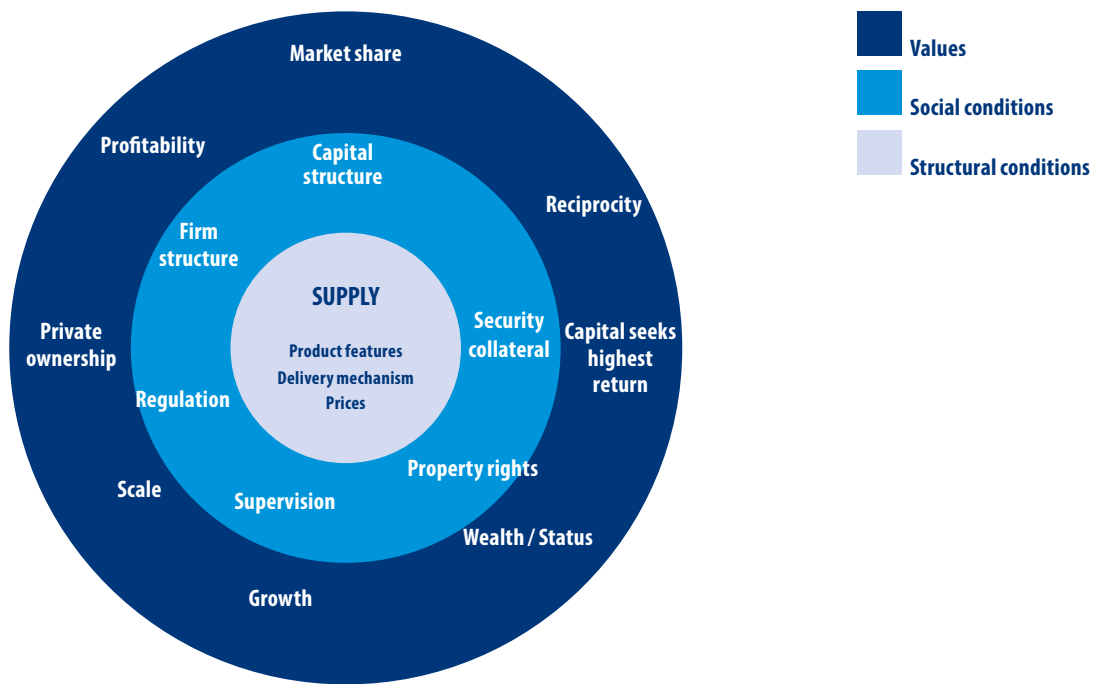 Market share
Values
Social conditions
Structural conditions
Profitability
Capital
structure
Reciprocity
Firm
structure
SUPPLY
Product features
Delivery mechanism
Prices
Security
collateral
Capital seeks
highest
return
Private
ownership
Regulation
Property rights
Scale
Supervision
Wealth / Status
Growth